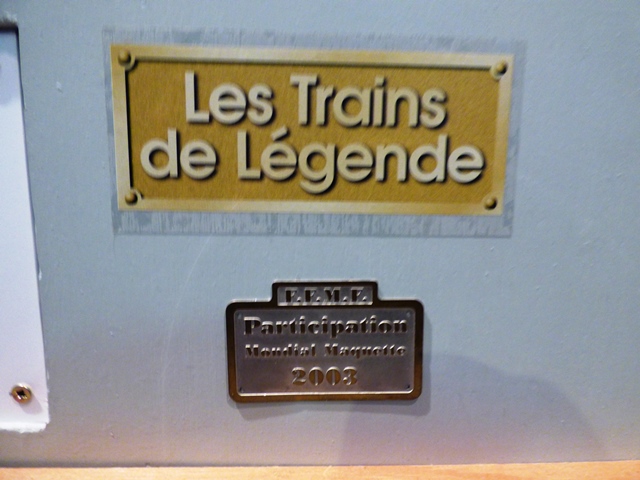 Les Trains
de Légende
F.F.M.F.
Participation
Mondial Maquette
2003